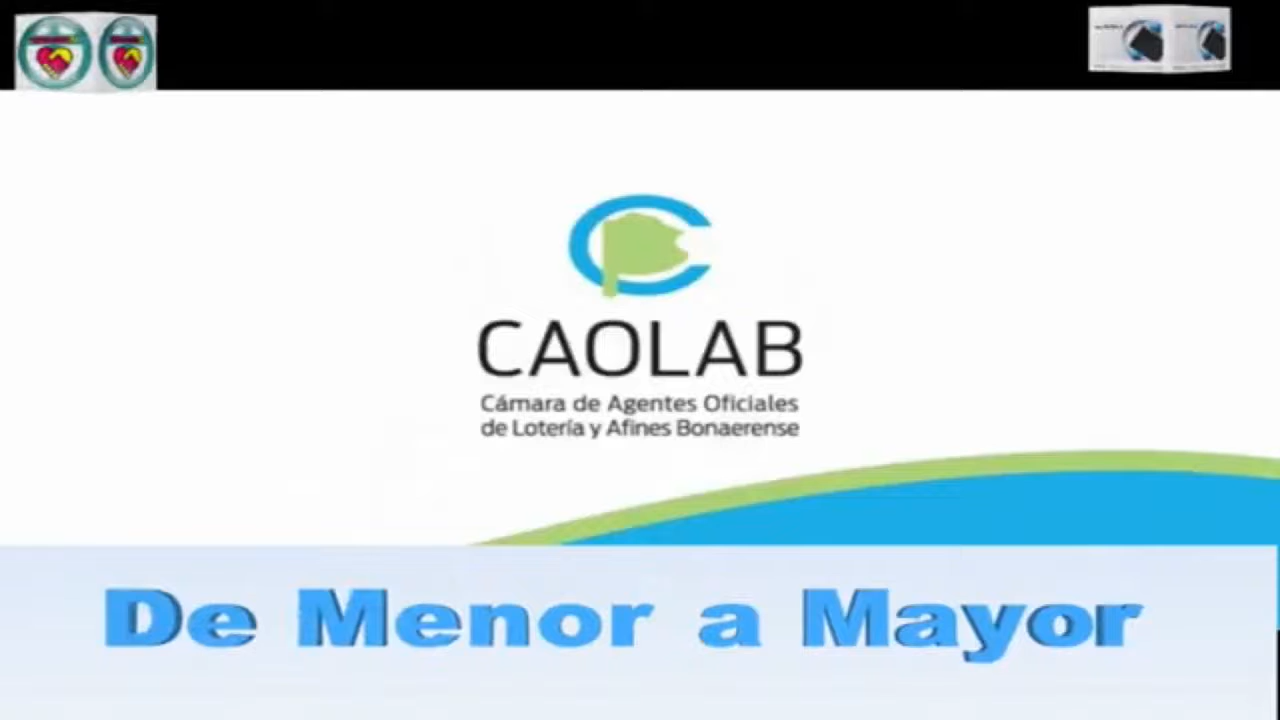 CAOLAB
Cámara de Agentes Oficiales
de Lotería y Afines Bonaerense
De Menor a Mayor